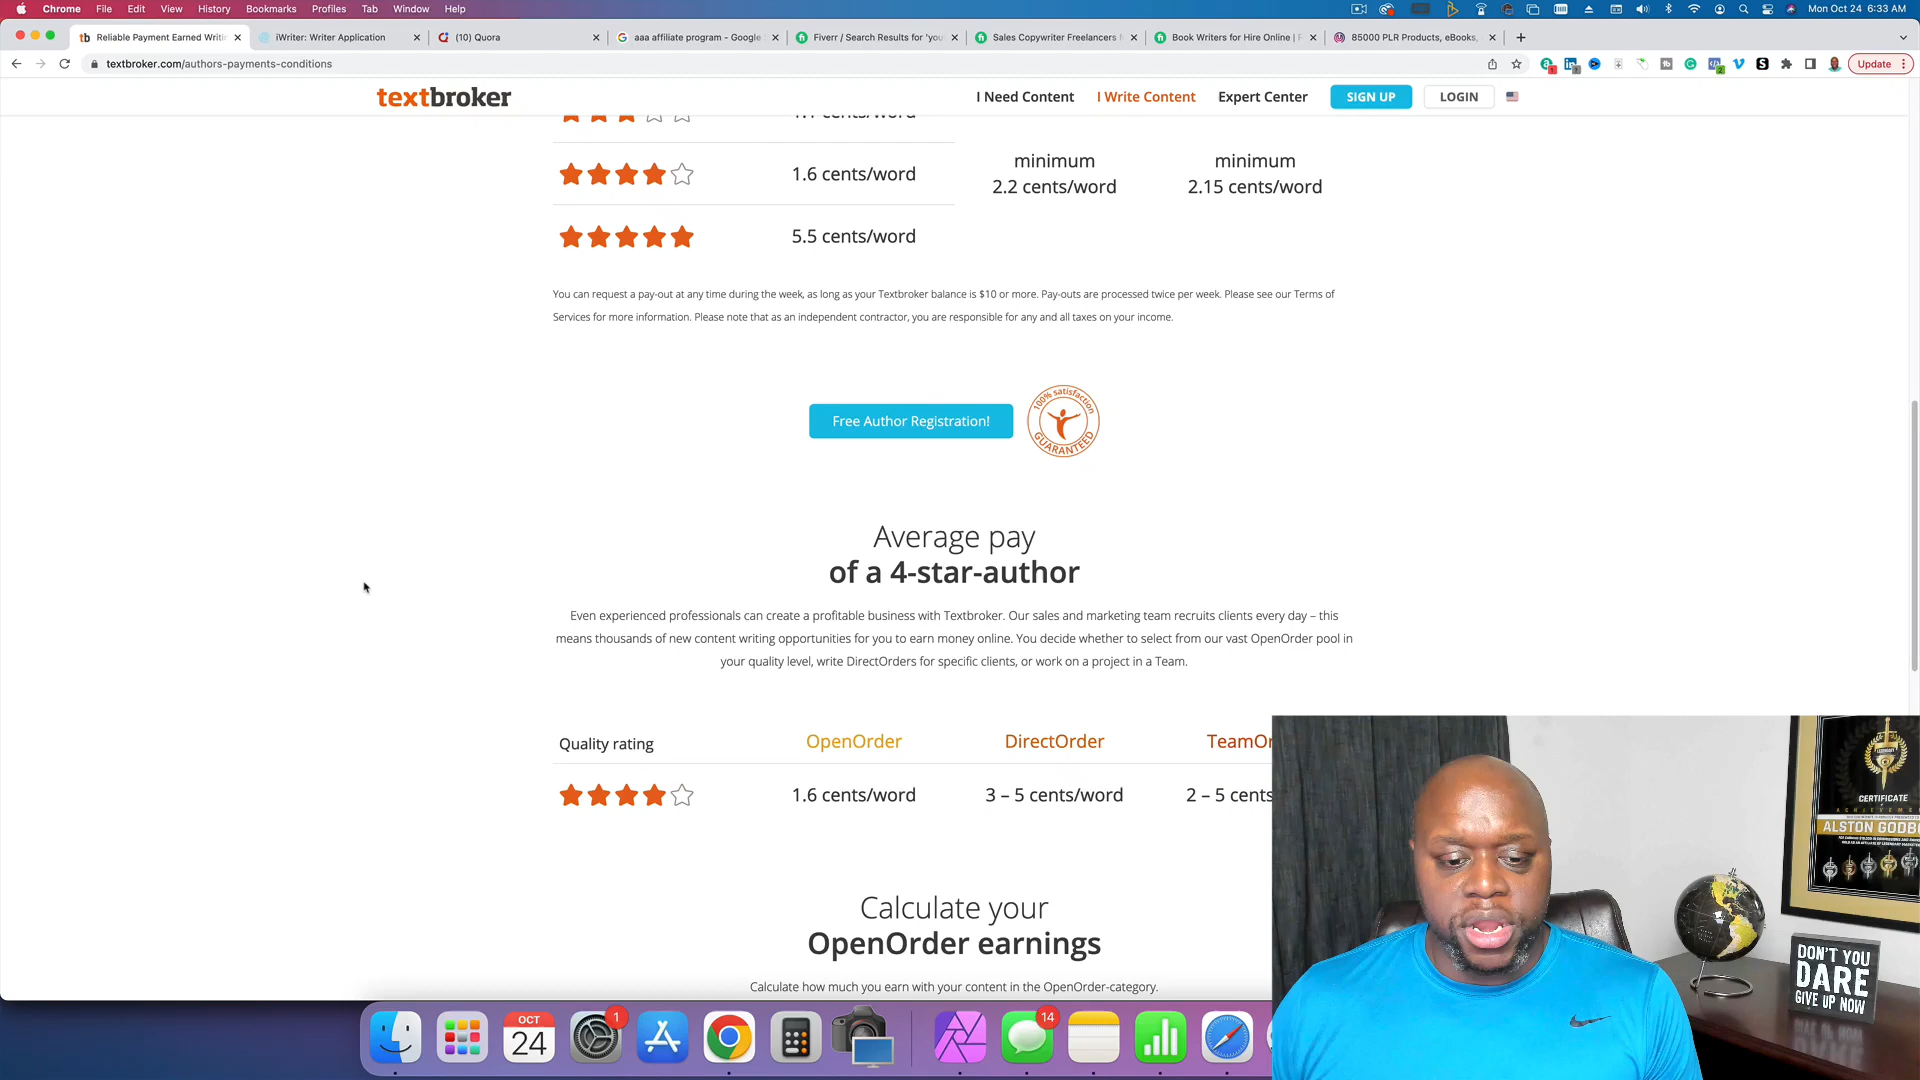 Chrome File Edit View History Bookmarks Profiles Tab Window Help
Mon Oct 24 6:33 AM
tb Reliable Payment Earned Writi
iWriter: Writer Application
(10) Quora
aaa affiliate program - Google
Fiverr / Search Results for 'you
Sales Copywriter Freelancers f
Book Writers for Hire Online | F
85000 PLR Products, eBooks,
textbroker.com/authors-payments-conditions
Update
textbroker
I Need Content
I Write Content
Expert Center
SIGN UP
LOGIN
1.6 cents/word
minimum
2.2 cents/word
minimum
2.15 cents/word
5.5 cents/word
You can request a pay-out at any time during the week, as long as your Textbroker balance is $10 or more. Pay-outs are processed twice per week. Please see our Terms of
Services for more information. Please note that as an independent contractor, you are responsible for any and all taxes on your income.
Free Author Registration!
100% satisfaction
GUARANTEED
Average pay
of a 4-star-author
Even experienced professionals can create a profitable business with Textbroker. Our sales and marketing team recruits clients every day – this
means thousands of new content writing opportunities for you to earn money online. You decide whether to select from our vast OpenOrder pool in
your quality level, write DirectOrders for specific clients, or work on a project in a Team.
Quality rating
OpenOrder
DirectOrder
TeamOr
1.6 cents/word
3 – 5 cents/word
2 – 5 cents
Calculate your
OpenOrder earnings
Calculate how much you earn with your content in the OpenOrder-category.
CERTIFICATE
ALSTON GODB
DON'T YOU
DARE
GIVE UP NOW
OCT
24
1
14